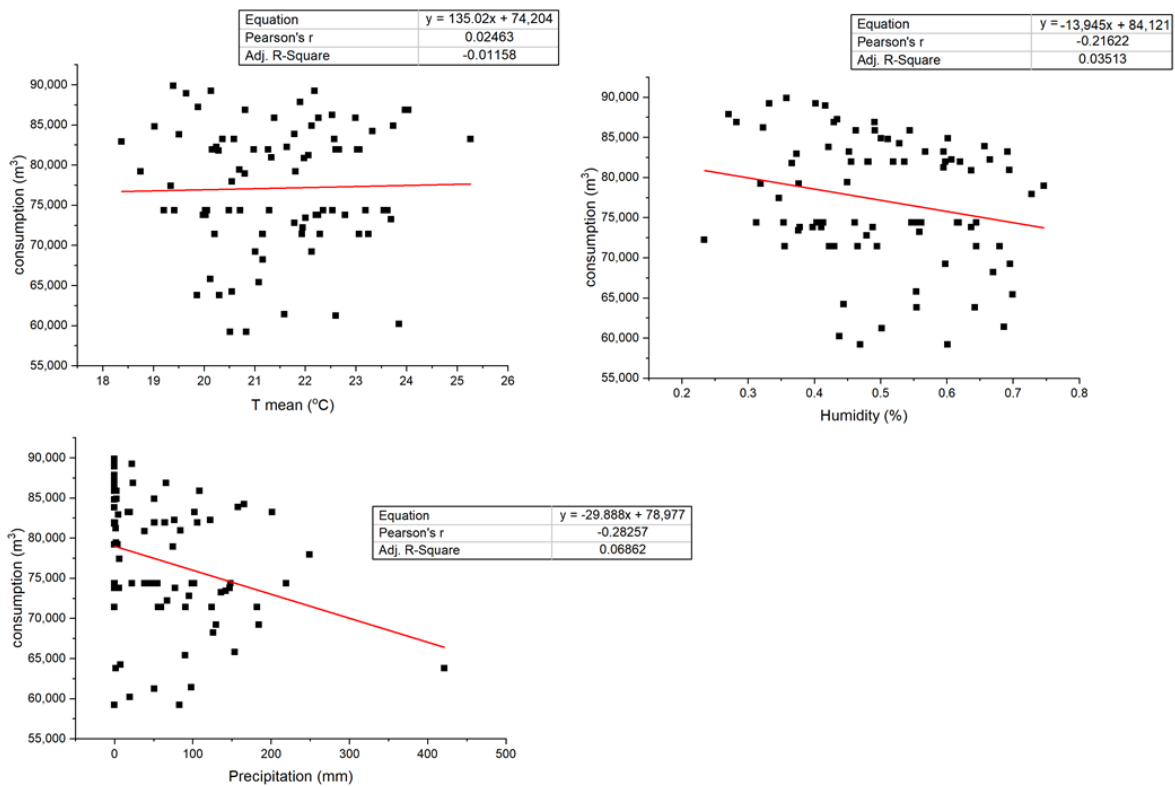 Equation y = 135.02x + 74,204
Pearson's r 0.02463
Adj. R-Square -0.01158
90,000
85,000
80,000
75,000
70,000
65,000
60,000
55,000
consumption (m³)
18 19 20 21 22 23 24 25 26
T mean (°C)
Equation y = -13,945x + 84,121
Pearson's r -0.21622
Adj. R-Square 0.03513
90,000
85,000
80,000
75,000
70,000
65,000
60,000
55,000
consumption (m³)
0.2 0.3 0.4 0.5 0.6 0.7 0.8
Humidity (%)
90,000
85,000
80,000
75,000
70,000
65,000
60,000
55,000
consumption (m³)
Equation y = -29.888x + 78,977
Pearson's r -0.28257
Adj. R-Square 0.06862
0 100 200 300 400 500
Precipitation (mm)